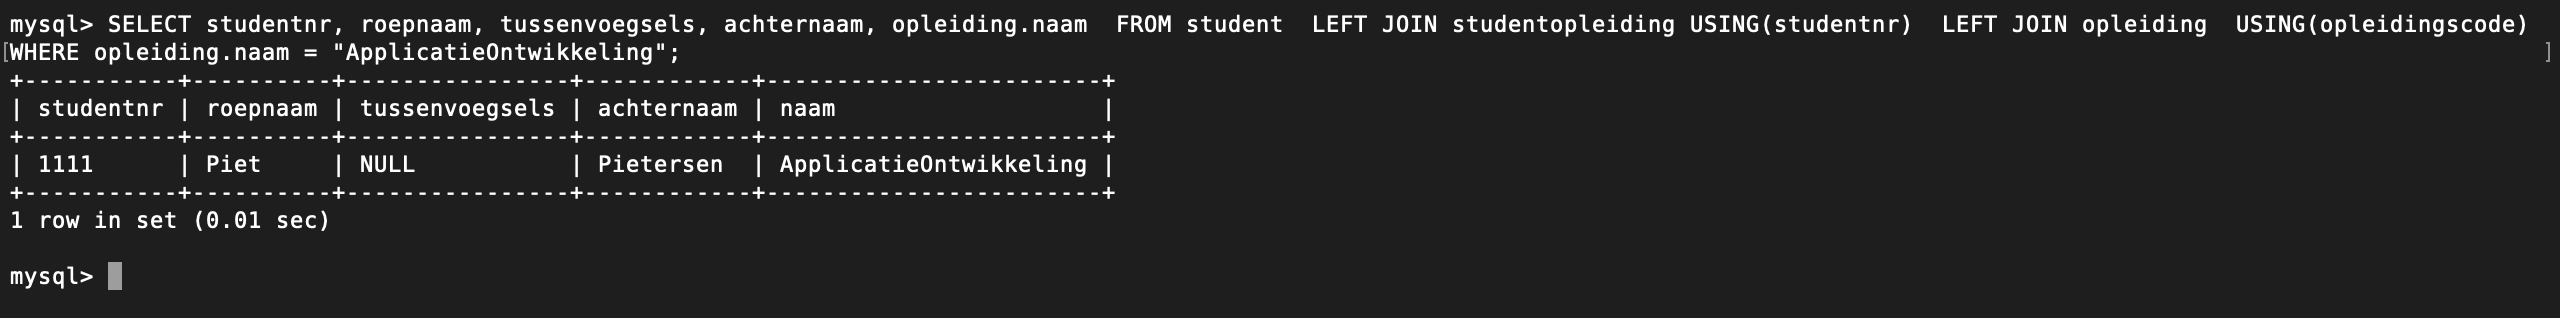 mysql> SELECT studentnr, roepnaam, tussenvoegsels, achternaam, opleiding.naam  FROM student  LEFT JOIN studentopleiding USING(studentnr)  LEFT JOIN opleiding  USING(opleidingscode)
[WHERE opleiding.naam = "ApplicatieOntwikkeling"; ]
+-----------+----------+----------------+------------+------------------------+
| studentnr | roepnaam | tussenvoegsels | achternaam | naam                   |
+-----------+----------+----------------+------------+------------------------+
| 1111      | Piet     | NULL           | Pietersen  | ApplicatieOntwikkeling |
+-----------+----------+----------------+------------+------------------------+
1 row in set (0.01 sec)
mysql>